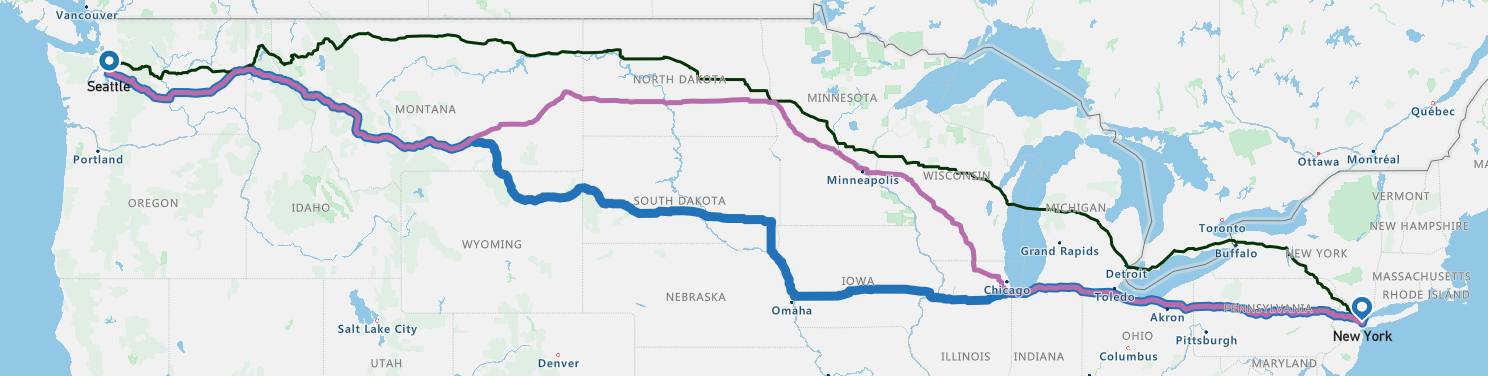 Vancouver
Seattle
NORTH DAKOTA
MINNESOTA
MONTANA
Québec
Portland
Ottawa
Montréal
Minneapolis
WISCONSIN
OREGON
IDAHO
SOUTH DAKOTA
MICHIGAN
VERMONT
MA
Toronto
NEW HAMPSHIRE
WYOMING
Grand Rapids
Buffalo
NEW YORK
Detroit
MASSACHUSETTS
IOWA
Chicago
Toledo
RHODE ISLAND
NEBRASKA
Omaha
PENNSYLVANIA
Akron
Salt Lake City
Pittsburgh
OHIO
New York
UTAH
Denver
ILLINOIS
INDIANA
Columbus
MARYLAND